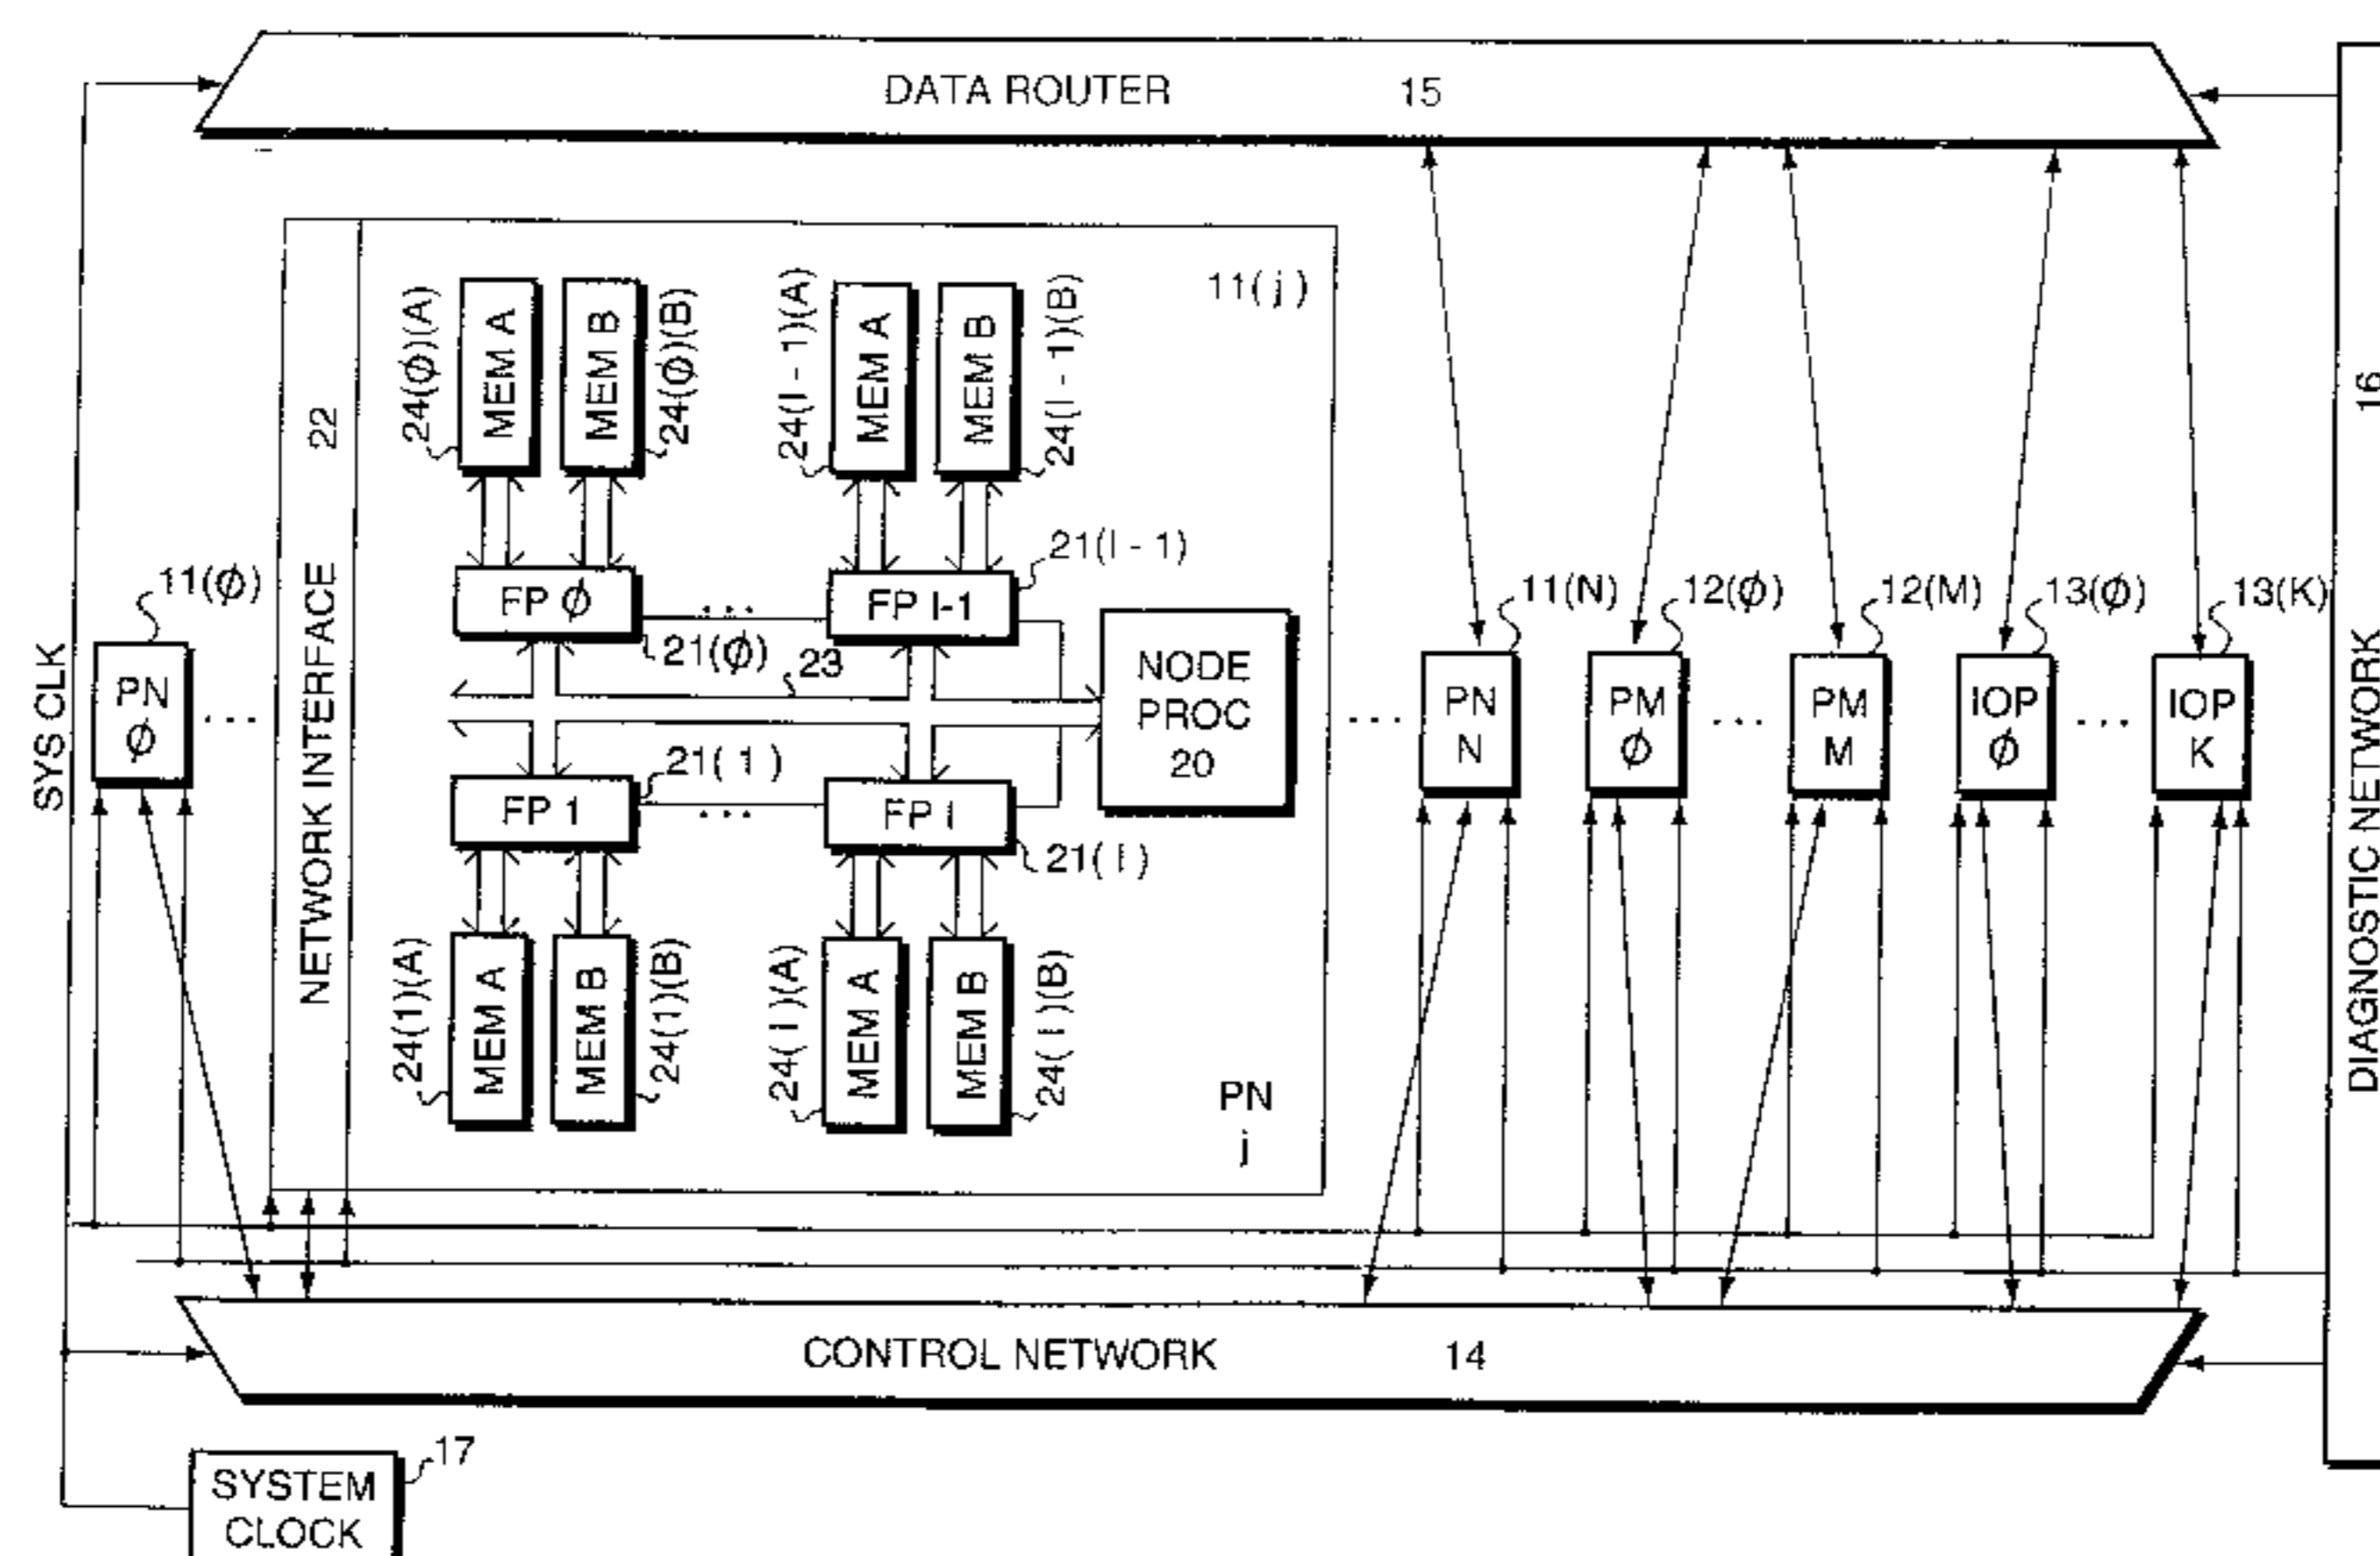 DATA ROUTER 15
11(j)
24(ϕ)(A)
MEM A
MEM B
24(ϕ)(B)
24(I - 1)(A)
MEM A
MEM B
24(I - 1)(B)
16
NETWORK INTERFACE 22
11(ϕ)
FP ϕ
...
FP I-1
21(I - 1)
21(ϕ)
23
NODE
PROC
20
11(N)
12(ϕ)
12(M)
13(ϕ)
13(K)
SYS CLK
PN
ϕ
...
...
PN
N
PM
ϕ
...
PM
M
IOP
ϕ
...
IOP
K
DIAGNOSTIC NETWORK
21( 1 )
FP 1
...
FP I
21( I )
24(1)(A)
MEM A
MEM B
24(1)(B)
24( I )(A)
MEM A
MEM B
24( I )(B)
PN
j
CONTROL NETWORK 14
17
SYSTEM
CLOCK